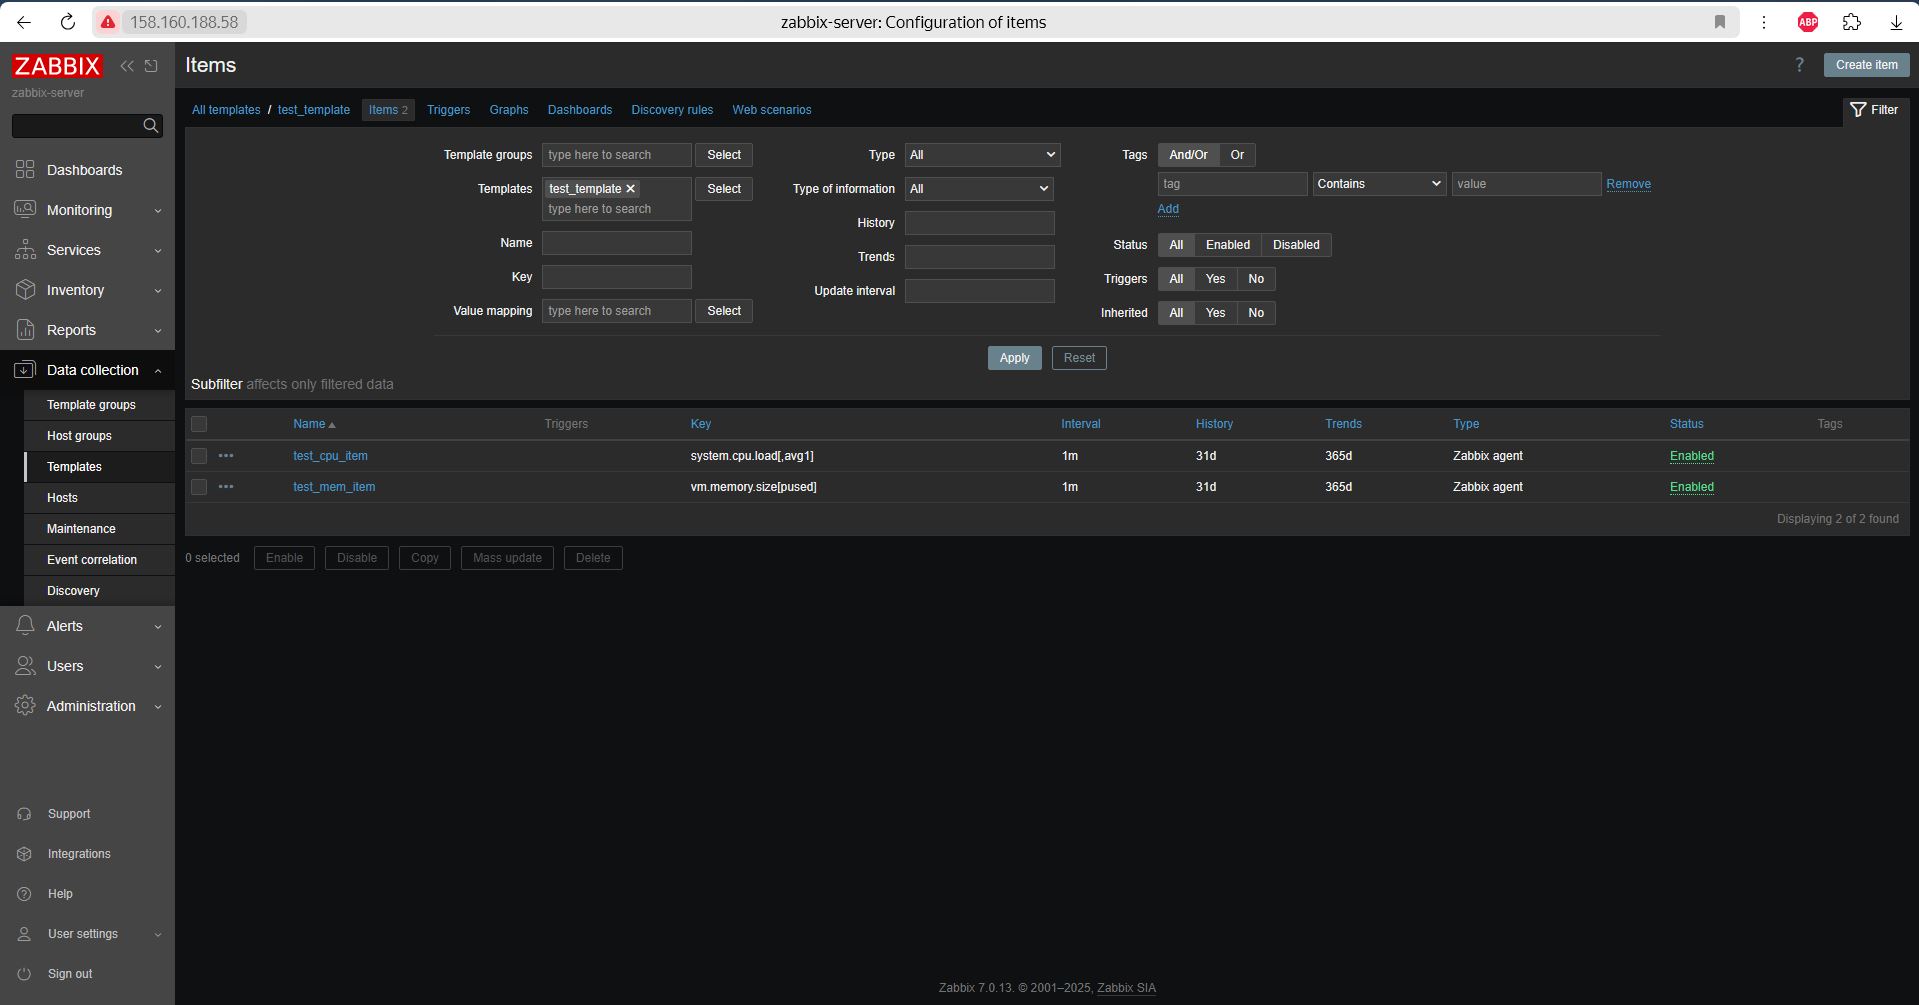 158.160.188.58 zabbix-server: Configuration of items ABP
ZABBIX
zabbix-server
Dashboards
Monitoring
Services
Inventory
Reports
Data collection
Template groups
Host groups
Templates
Hosts
Maintenance
Event correlation
Discovery
Alerts
Users
Administration
Support
Integrations
Help
User settings
Sign out
Items ? Create item
All templates / test_template Items 2 Triggers Graphs Dashboards Discovery rules Web scenarios Filter
Template groups type here to search Select
Templates test_template Select
type here to search
Name
Key
Value mapping type here to search Select
Type All
Type of information All
History
Trends
Update interval
Tags And/Or Or
tag Contains value Remove
Add
Status All Enabled Disabled
Triggers All Yes No
Inherited All Yes No
Apply Reset
Subfilter affects only filtered data
Name Triggers Key Interval History Trends Type Status Tags
test_cpu_item system.cpu.load[,avg1] 1m 31d 365d Zabbix agent Enabled
test_mem_item vm.memory.size[pused] 1m 31d 365d Zabbix agent Enabled
Displaying 2 of 2 found
0 selected Enable Disable Copy Mass update Delete
Zabbix 7.0.13. © 2001–2025, Zabbix SIA